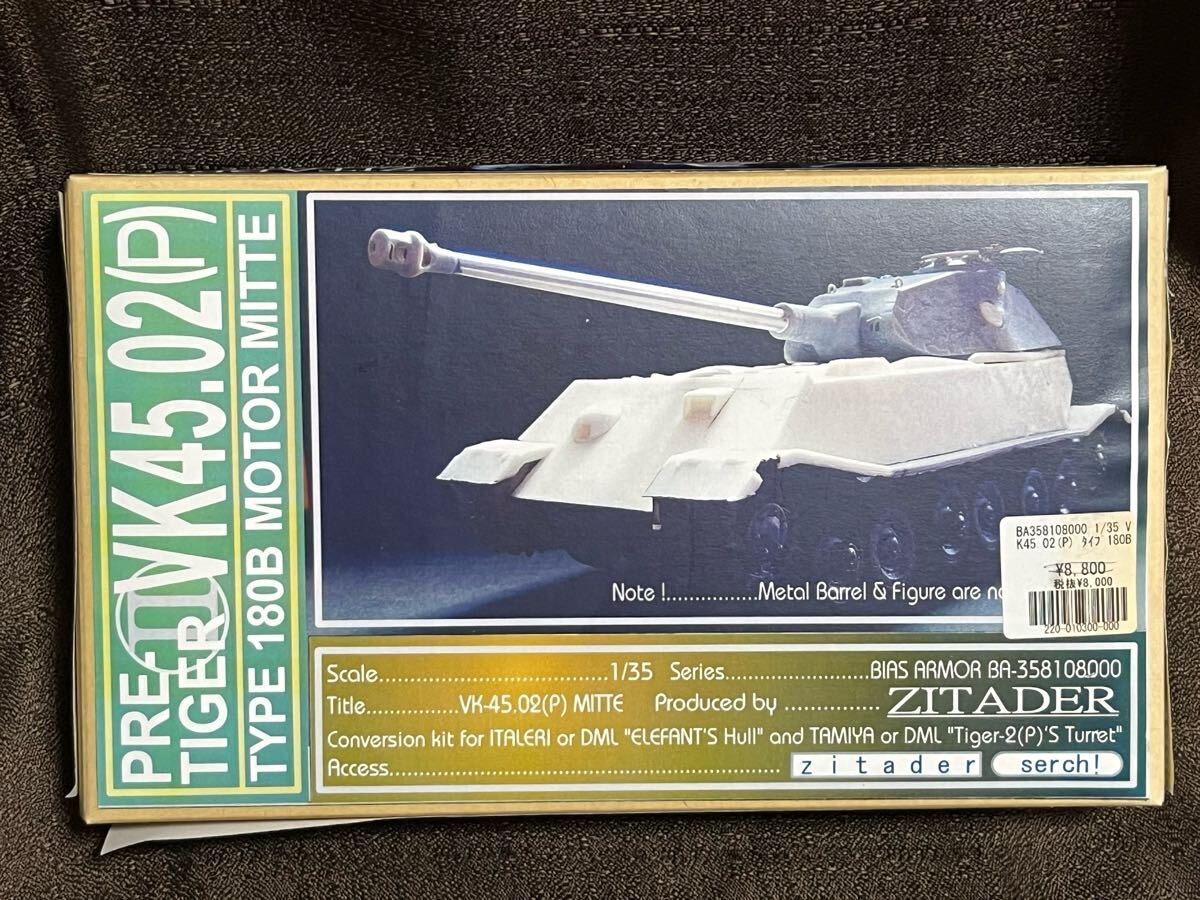 PRE-
TIGER II
VK45.02(P)
TYPE 180B MOTOR MITTE
Note !................Metal Barrel & Figure are
BA358108000 1/35 V
K45 02(P) ﾀｲﾌﾟ 180B
¥8,800
税抜¥8,000
220-010300-000
Scale.....................................1/35 Series.......................BIAS ARMOR BA-358108000
Title...............VK-45.02(P) MITTE Produced by ............... ZITADER
Conversion kit for ITALERI or DML "ELEFANT'S Hull" and TAMIYA or DML "Tiger-2(P)'S Turret"
Access............................................................... zitader serch!